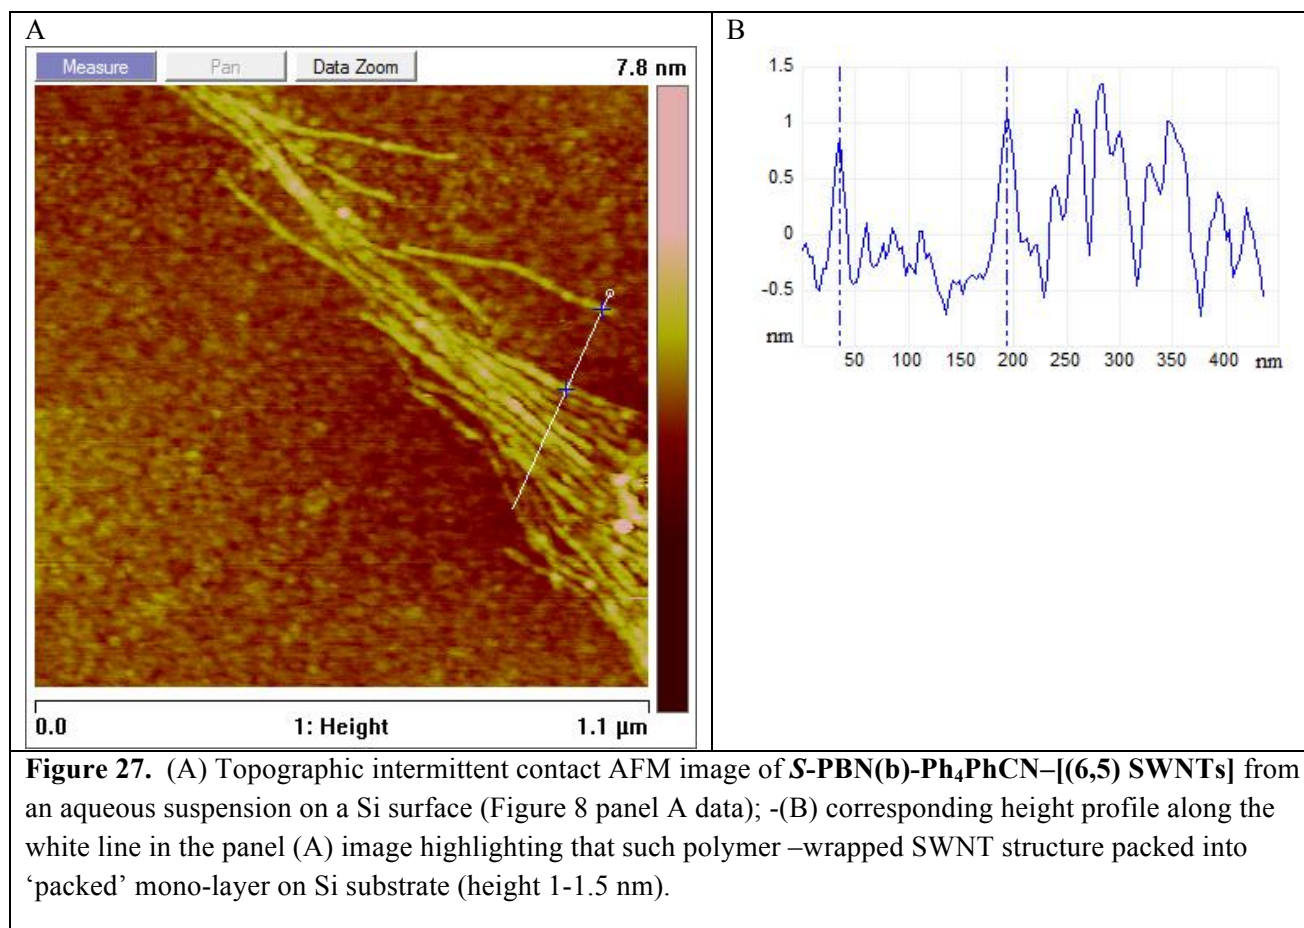 A
Measure Pan Data Zoom 7.8 nm
0.0 1: Height 1.1 µm
B
1.5
1
0.5
0
-0.5
nm
50 100 150 200 250 300 350 400 nm
Figure 27. (A) Topographic intermittent contact AFM image of S-PBN(b)-Ph₄PhCN–[(6,5) SWNTs] from
an aqueous suspension on a Si surface (Figure 8 panel A data); -(B) corresponding height profile along the
white line in the panel (A) image highlighting that such polymer –wrapped SWNT structure packed into
‘packed’ mono-layer on Si substrate (height 1-1.5 nm).